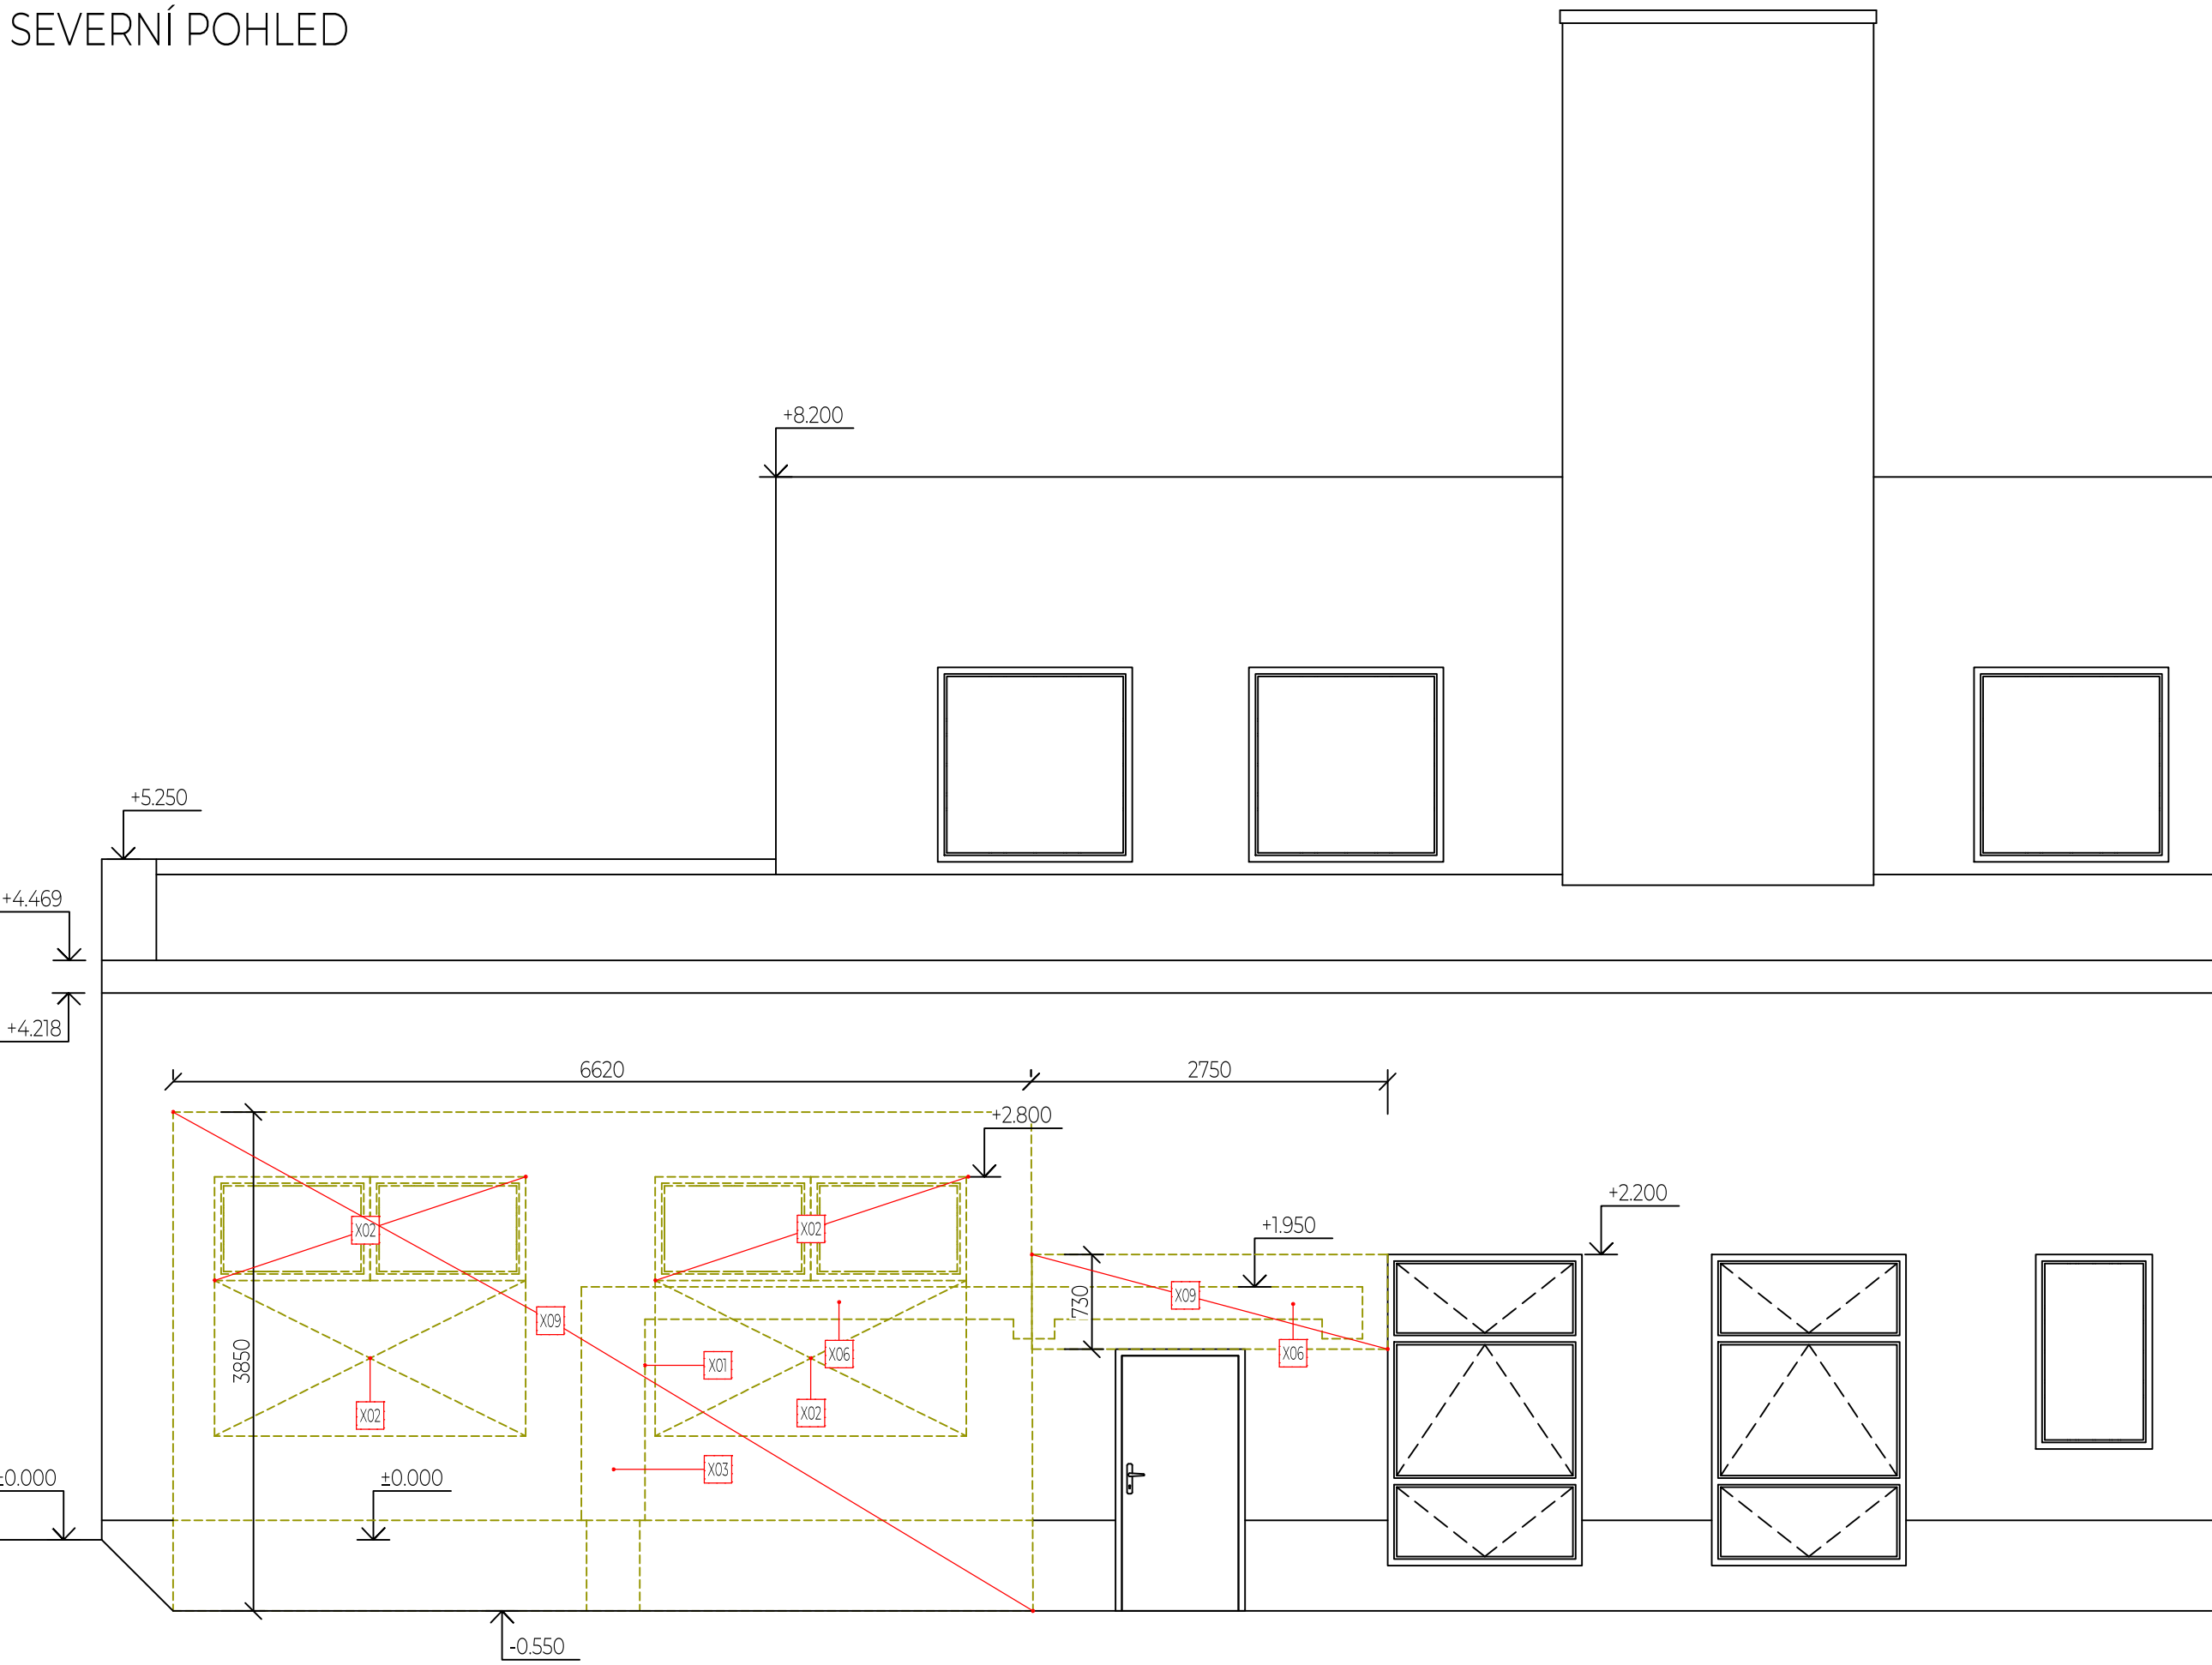 SEVERNÍ POHLED
+8.200
+5.250
+4.469
+4.218
6620
2750
+2.800
+2.200
+1.950
X02
X02
X09
730
X09
X06
X06
X01
3850
X02
X02
X03
±0.000
±0.000
-0.550